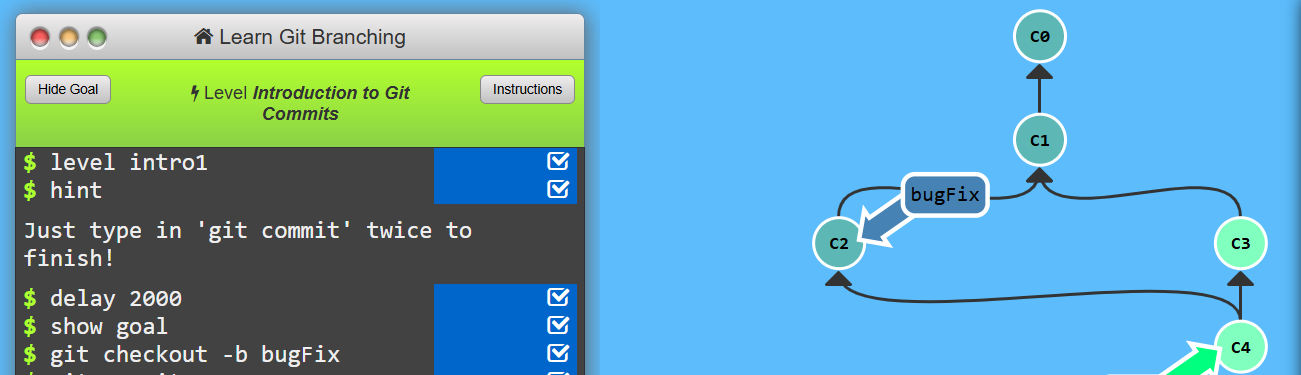 Learn Git Branching
Hide Goal
Level Introduction to Git
Commits
Instructions
$ level intro1
$ hint
Just type in 'git commit' twice to
finish!
$ delay 2000
$ show goal
$ git checkout -b bugFix
C0
C1
bugFix
C2
C3
C4